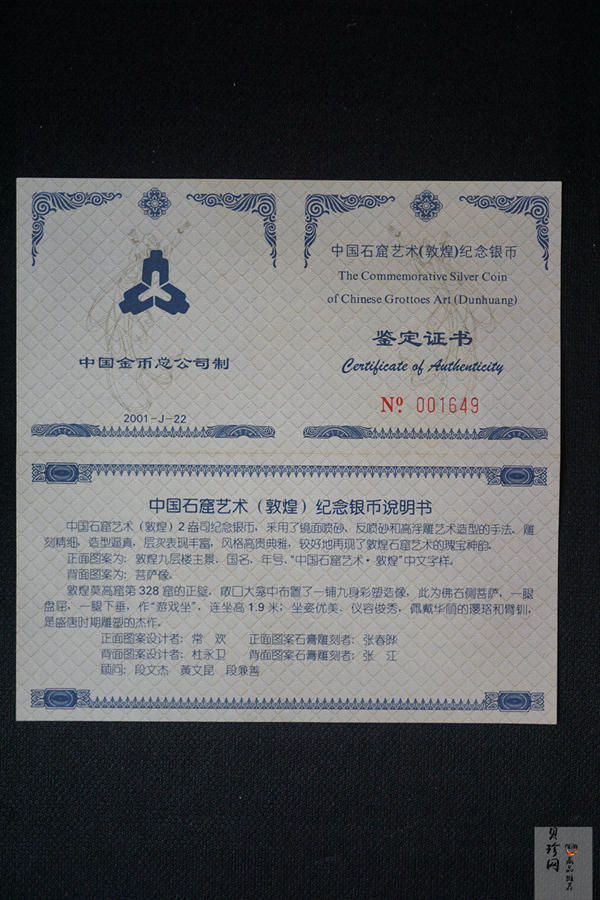 中国金币总公司制
2001-J-22
中国石窟艺术(敦煌)纪念银币
The Commemorative Silver Coin
of Chinese Grottoes Art (Dunhuang)
鉴定证书
Certificate of Authenticity
Nº 001649
中国石窟艺术（敦煌）纪念银币说明书
中国石窟艺术（敦煌）2盎司纪念银币，采用了镜面喷砂、反喷砂和高浮雕艺术造型的手法，雕
刻精细，造型逼真，层次表现丰富，风格高贵典雅，较好地再现了敦煌石窟艺术的瑰宝神韵。
正面图案为：敦煌九层楼主景，国名、年号、“中国石窟艺术·敦煌”中文字样。
背面图案为：菩萨像。
敦煌莫高窟第328窟的正龛，敞口大龛中布置了一铺九身彩塑造像，此为佛右侧菩萨，一腿
盘屈，一腿下垂，作“游戏坐”，连坐高1.9米；坐姿优美，仪容俊秀，佩戴华丽的璎珞和臂钏，
是盛唐时期雕塑的杰作。
正面图案设计者：常 欢 正面图案石膏雕刻者：张春晔
背面图案设计者：杜永卫 背面图案石膏雕刻者：张 江
顾问：段文杰 黄文昆 段兼善
贝珍网